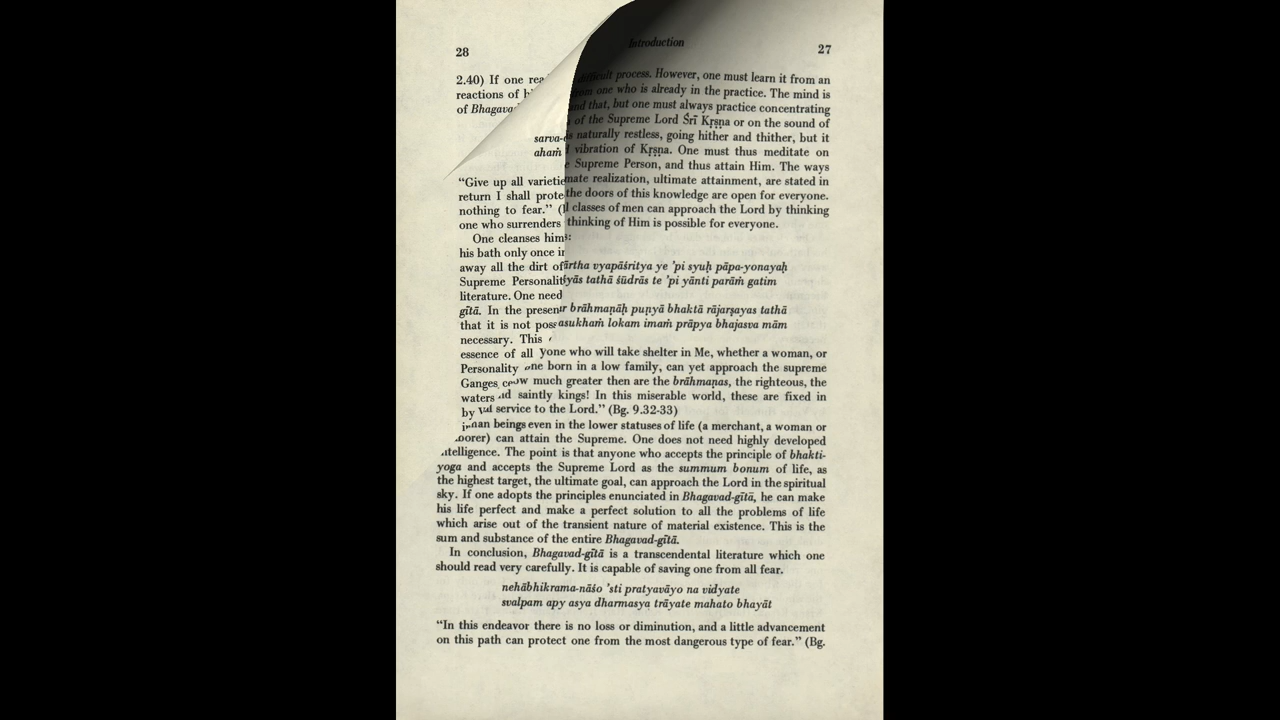 28
2.40) If one
reactions of
of
sarva-
ahaṁ
“Give up all
return I shall
nothing to fear.”
one who surrenders
One cleanses
his bath only once
away all the dirt of
Supreme
literature. One need
gītā. In the
that it is not
necessary. This
essence of all
Personality
Ganges,
waters
by
Introduction
27
difficult process. However, one must learn it from an
from one who is already in the practice. The mind is
and that, but one must always practice concentrating
of the Supreme Lord Śrī Kṛṣṇa or on the sound of
is naturally restless, going hither and thither, but it
vibration of Kṛṣṇa. One must thus meditate on
Supreme Person, and thus attain Him. The ways
realization, ultimate attainment, are stated in
the doors of this knowledge are open for everyone.
classes of men can approach the Lord by thinking
thinking of Him is possible for everyone.
vyapāśritya ye ’pi syuḥ pāpa-yonayaḥ
tathā śūdrās te ’pi yānti parāṁ gatim
brāhmaṇāḥ puṇyā bhaktā rājarṣayas tathā
asukhaṁ lokam imaṁ prāpya bhajasva mām
yone who will take shelter in Me, whether a woman, or
one born in a low family, can yet approach the supreme
much greater then are the brāhmaṇas, the righteous, the
saintly kings! In this miserable world, these are fixed in
service to the Lord.” (Bg. 9.32-33)
beings even in the lower statuses of life (a merchant, a woman or
can attain the Supreme. One does not need highly developed
ntelligence. The point is that anyone who accepts the principle of bhakti-
yoga and accepts the Supreme Lord as the summum bonum of life, as
the highest target, the ultimate goal, can approach the Lord in the spiritual
sky. If one adopts the principles enunciated in Bhagavad-gītā, he can make
his life perfect and make a perfect solution to all the problems of life
which arise out of the transient nature of material existence. This is the
sum and substance of the entire Bhagavad-gītā.
In conclusion, Bhagavad-gītā is a transcendental literature which one
should read very carefully. It is capable of saving one from all fear.
nehābhikrama-nāśo ’sti pratyavāyo na vidyate
svalpam apy asya dharmasya trāyate mahato bhayāt
“In this endeavor there is no loss or diminution, and a little advancement
on this path can protect one from the most dangerous type of fear.” (Bg.